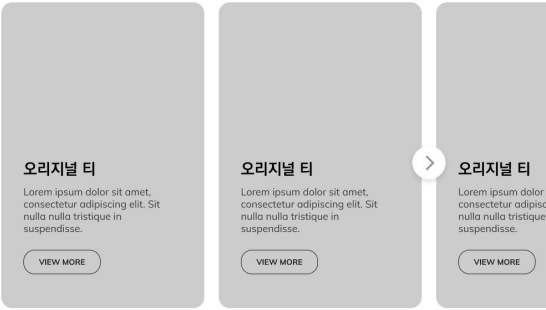 오리지널 티
Lorem ipsum dolor sit amet,
consectetur adipiscing elit. Sit
nulla nulla tristique in
suspendisse.
VIEW MORE
오리지널 티
Lorem ipsum dolor sit amet,
consectetur adipiscing elit. Sit
nulla nulla tristique in
suspendisse.
VIEW MORE
오리지널 티
Lorem ipsum dolor
consectetur
nulla nulla tristique
suspendisse.
VIEW MORE